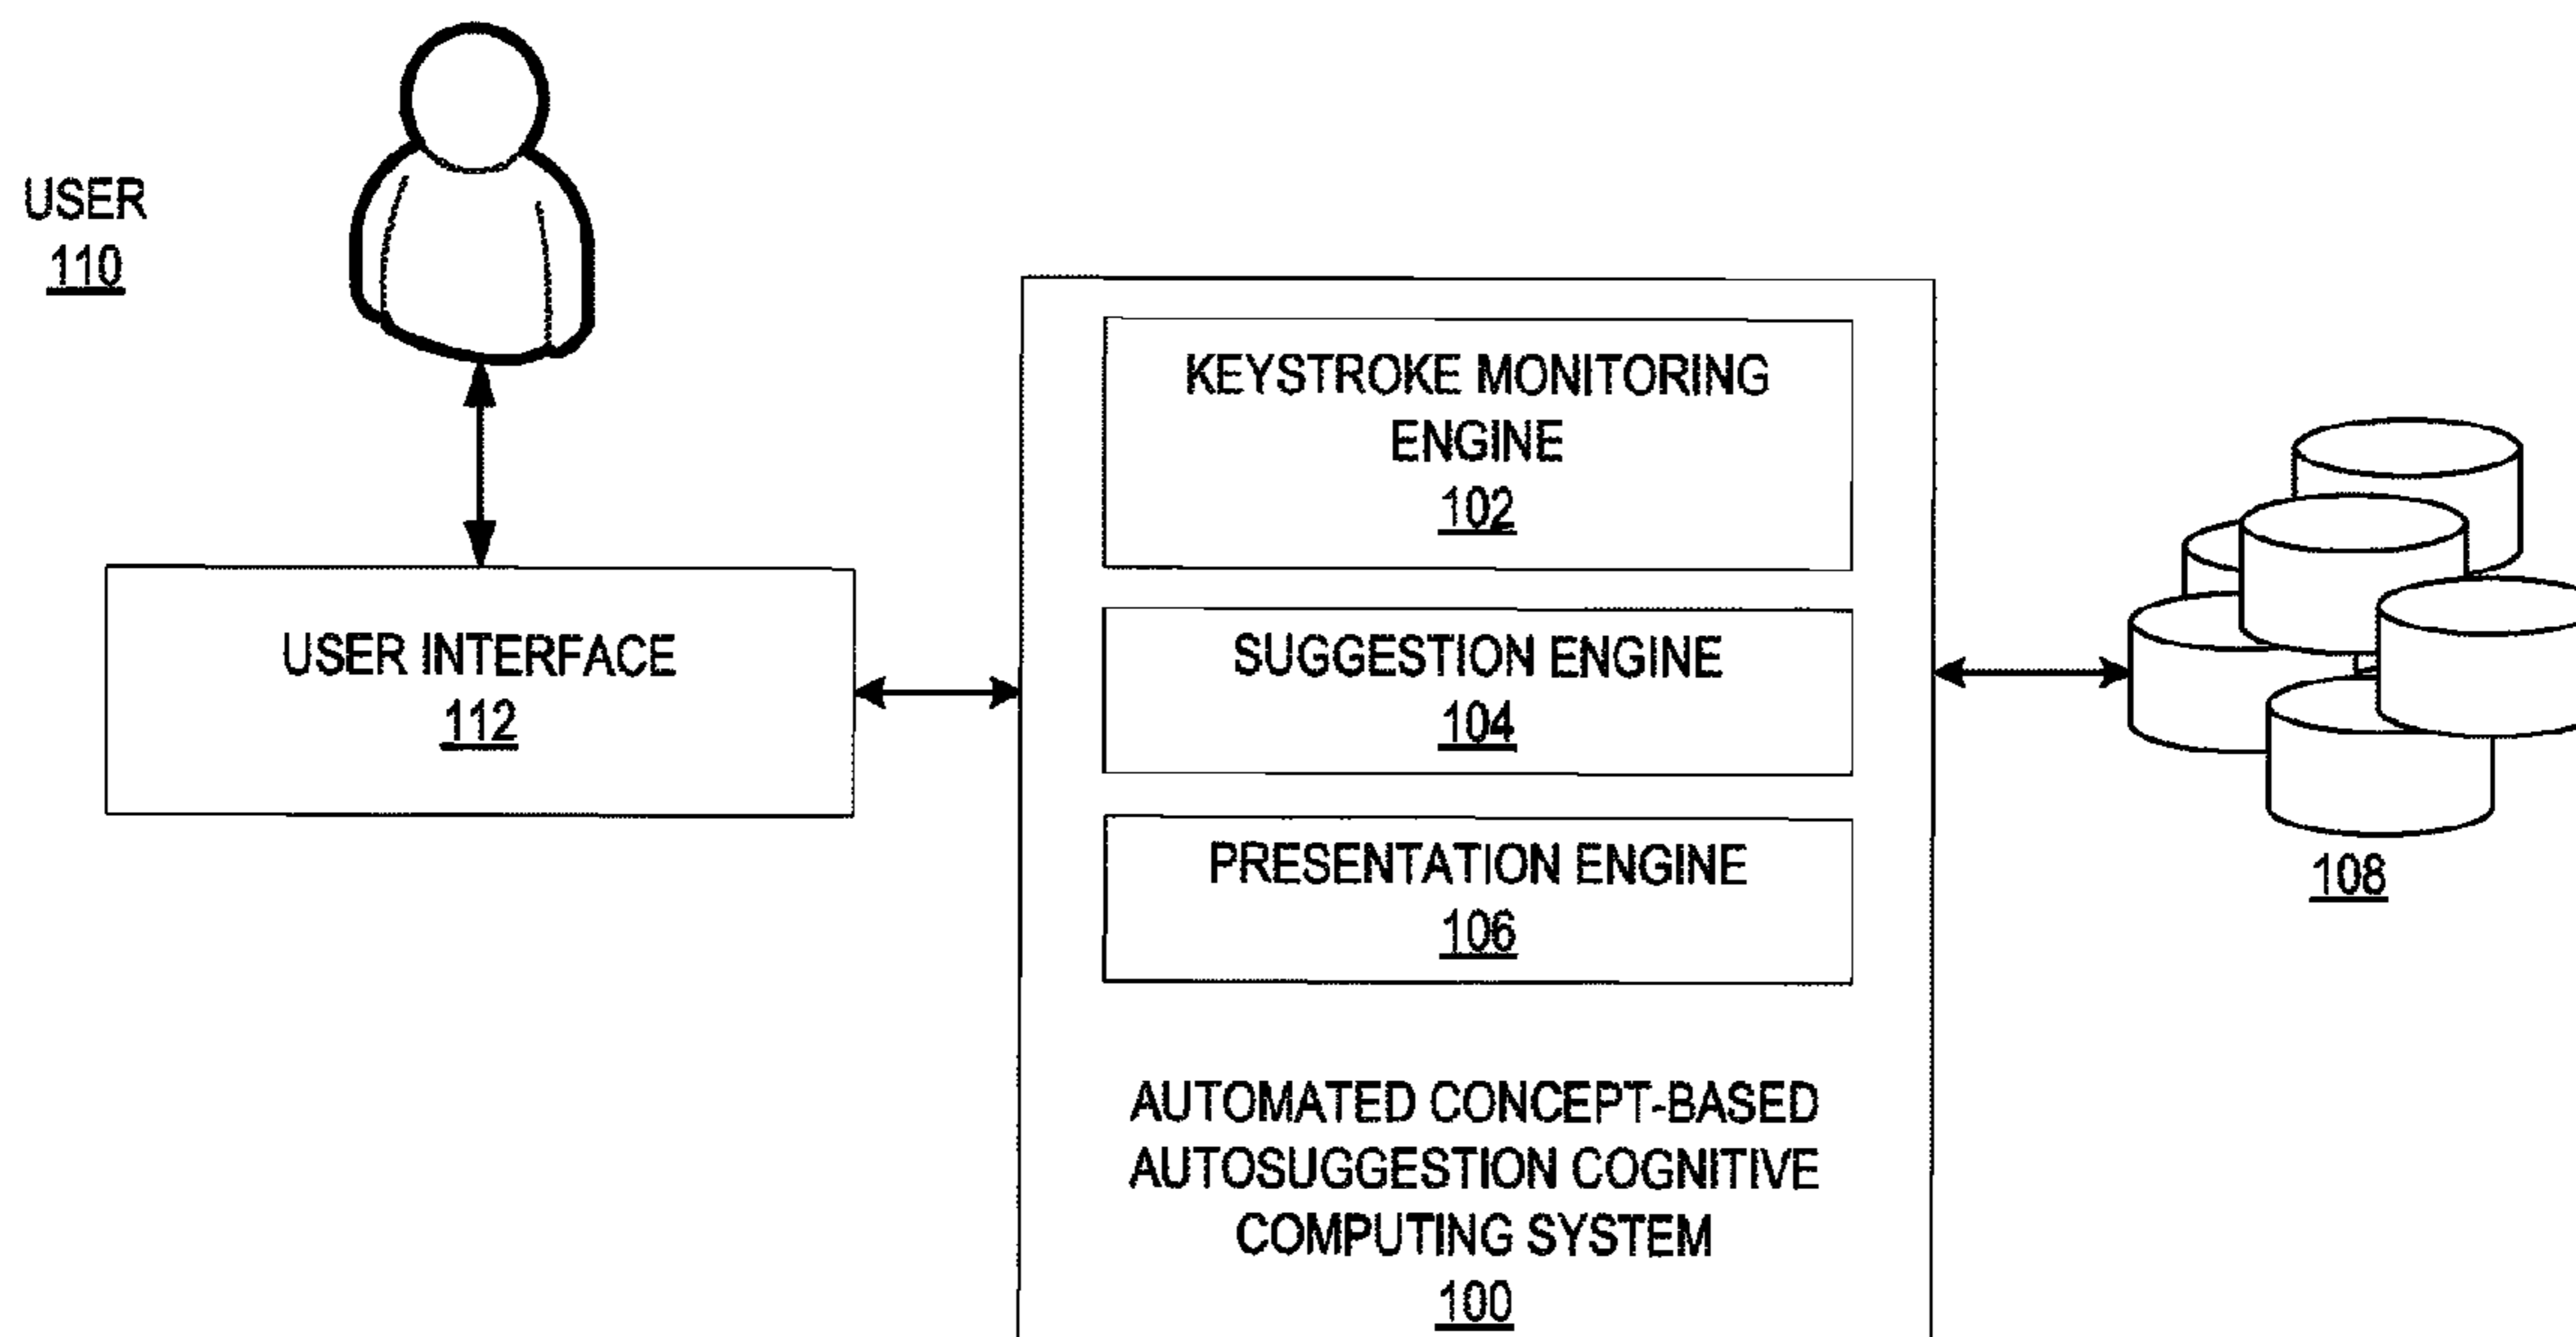 USER
110
KEYSTROKE MONITORING
ENGINE
102
USER INTERFACE
112
SUGGESTION ENGINE
104
PRESENTATION ENGINE
106
108
AUTOMATED CONCEPT-BASED
AUTOSUGGESTION COGNITIVE
COMPUTING SYSTEM
100